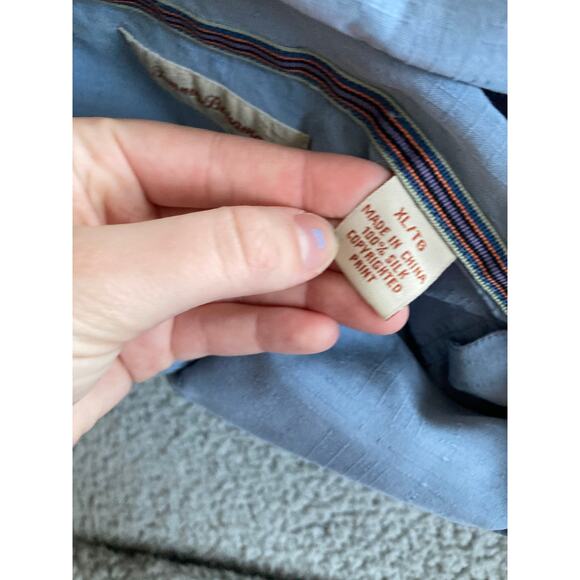 XL/TG
MADE IN CHINA
100% SILK
COPYRIGHTED
PRINT